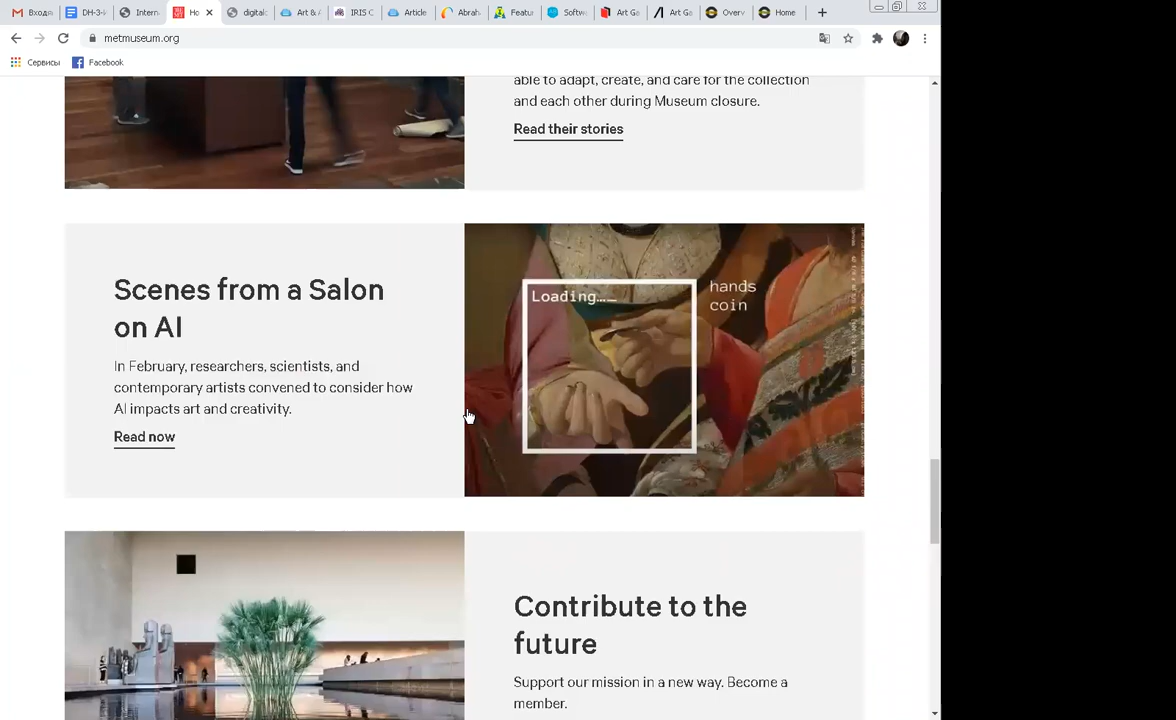 Входя
DH-3-
Intern
Ho
digitalc
Art & A
IRIS C
Article
Abrah
Featu
Softw
Art Ga
Art Ga
Overv
Home
metmuseum.org
Сервисы
Facebook
able to adapt, create, and care for the collection
and each other during Museum closure.
Read their stories
Scenes from a Salon
on AI
In February, researchers, scientists, and
contemporary artists convened to consider how
AI impacts art and creativity.
Read now
Loading...._
hands
coin
Contribute to the
future
Support our mission in a new way. Become a
member.